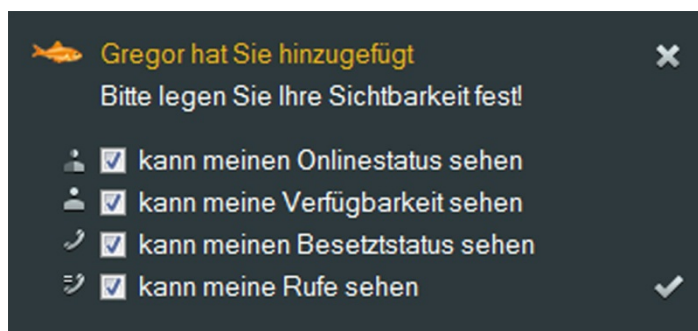 Gregor hat Sie hinzugefügt
Bitte legen Sie Ihre Sichtbarkeit fest!
kann meinen Onlinestatus sehen
kann meine Verfügbarkeit sehen
kann meinen Besetztstatus sehen
kann meine Rufe sehen